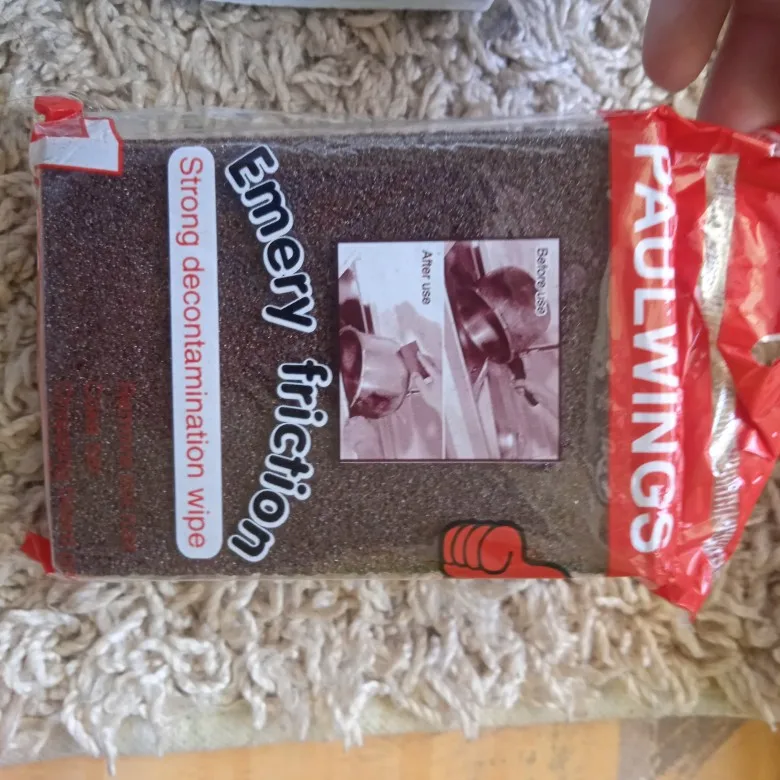 PAULWINGS
Before use
After use
Emery friction
Strong decontamination wipe